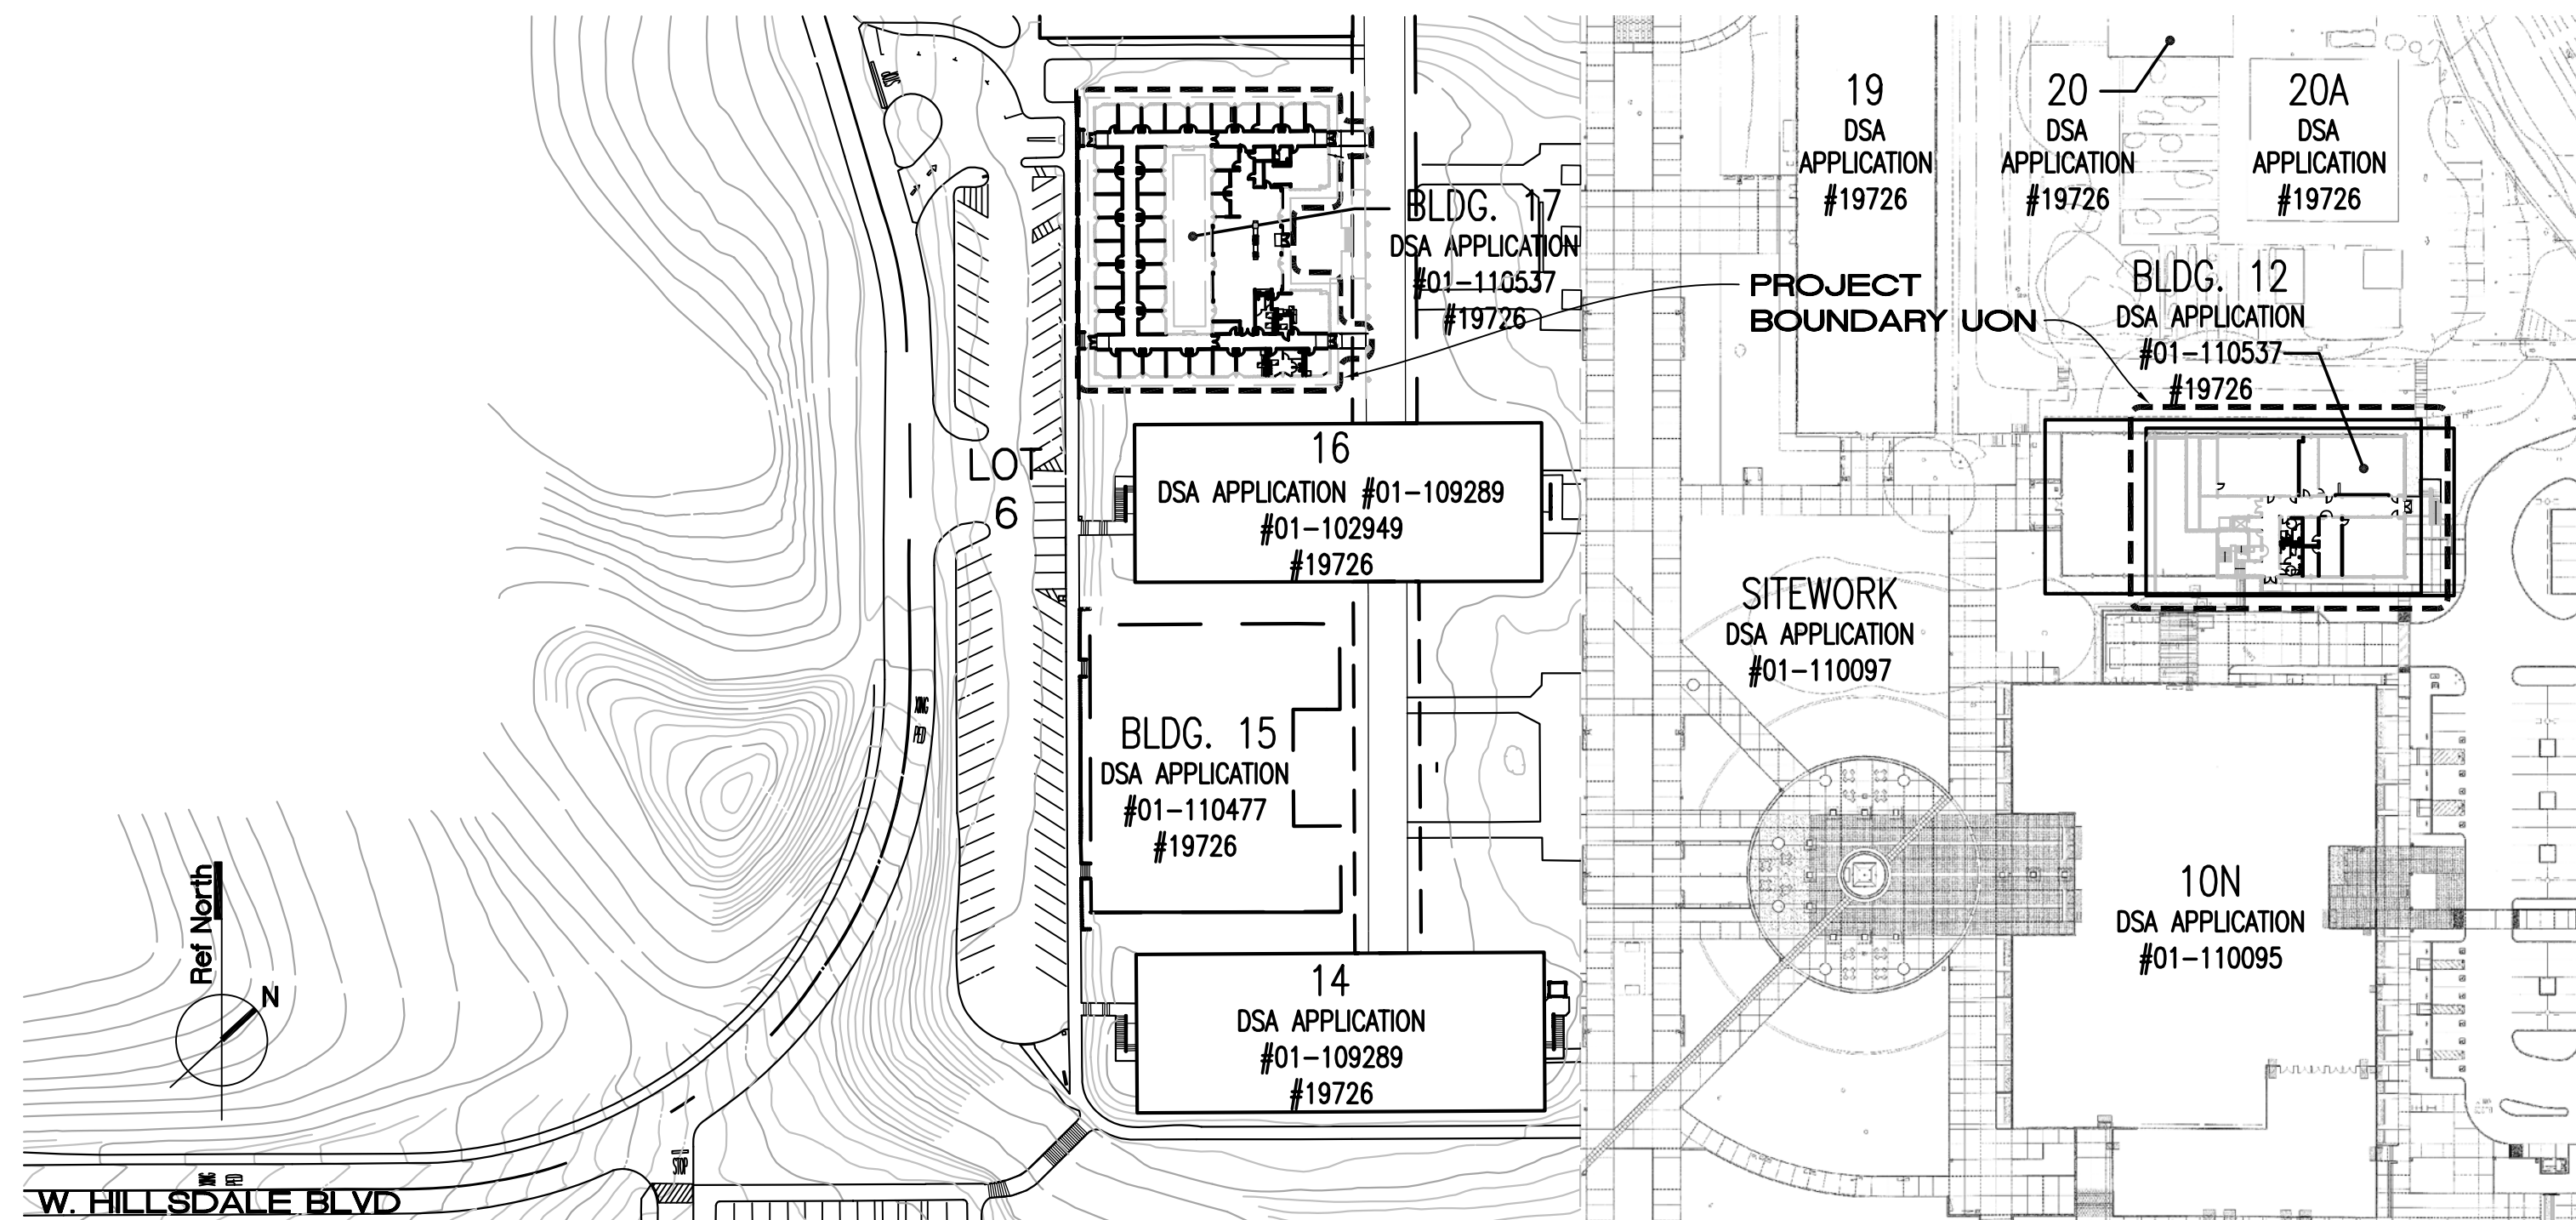 19
DSA
APPLICATION
#19726
20
DSA
APPLICATION
#19726
20A
DSA
APPLICATION
#19726
BLDG. 17
DSA APPLICATION
#01-110537
#19726
PROJECT
BOUNDARY UON
BLDG. 12
DSA APPLICATION
#01-110537
#19726
LOT
6
16
DSA APPLICATION #01-109289
#01-102949
#19726
SITEWORK
DSA APPLICATION
#01-110097
XING
PED
BLDG. 15
DSA APPLICATION
#01-110477
#19726
10N
DSA APPLICATION
#01-110095
Ref North
N
14
DSA APPLICATION
#01-109289
#19726
STOP
W. HILLSDALE BLVD